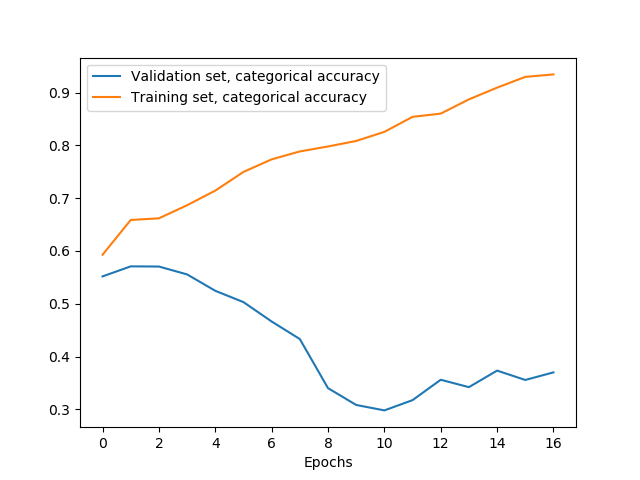 Validation set, categorical accuracy
Training set, categorical accuracy
0.9
0.8
0.7
0.6
0.5
0.4
0.3
0 2 4 6 8 10 12 14 16
Epochs